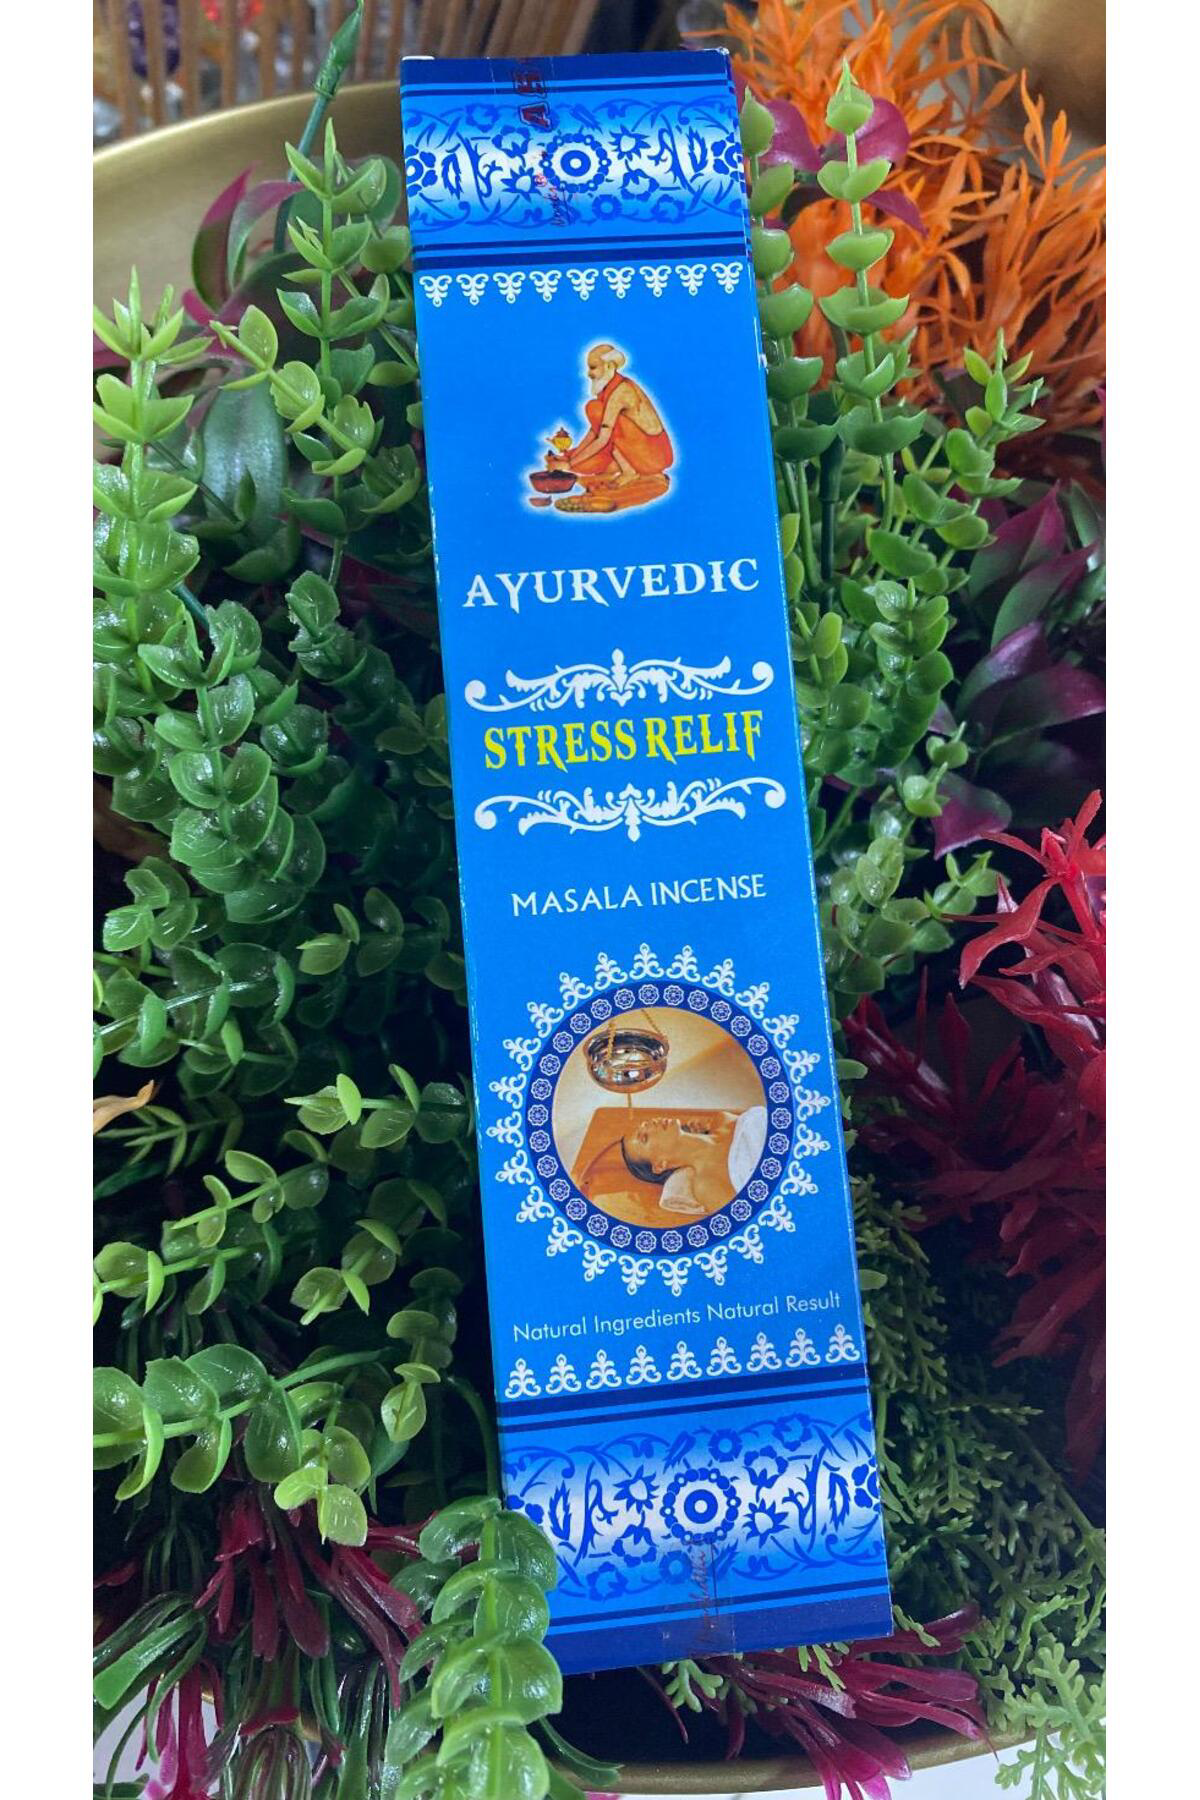 AYURVEDIC
STRESS RELIF
MASALA INCENSE
Natural Ingredients Natural Result